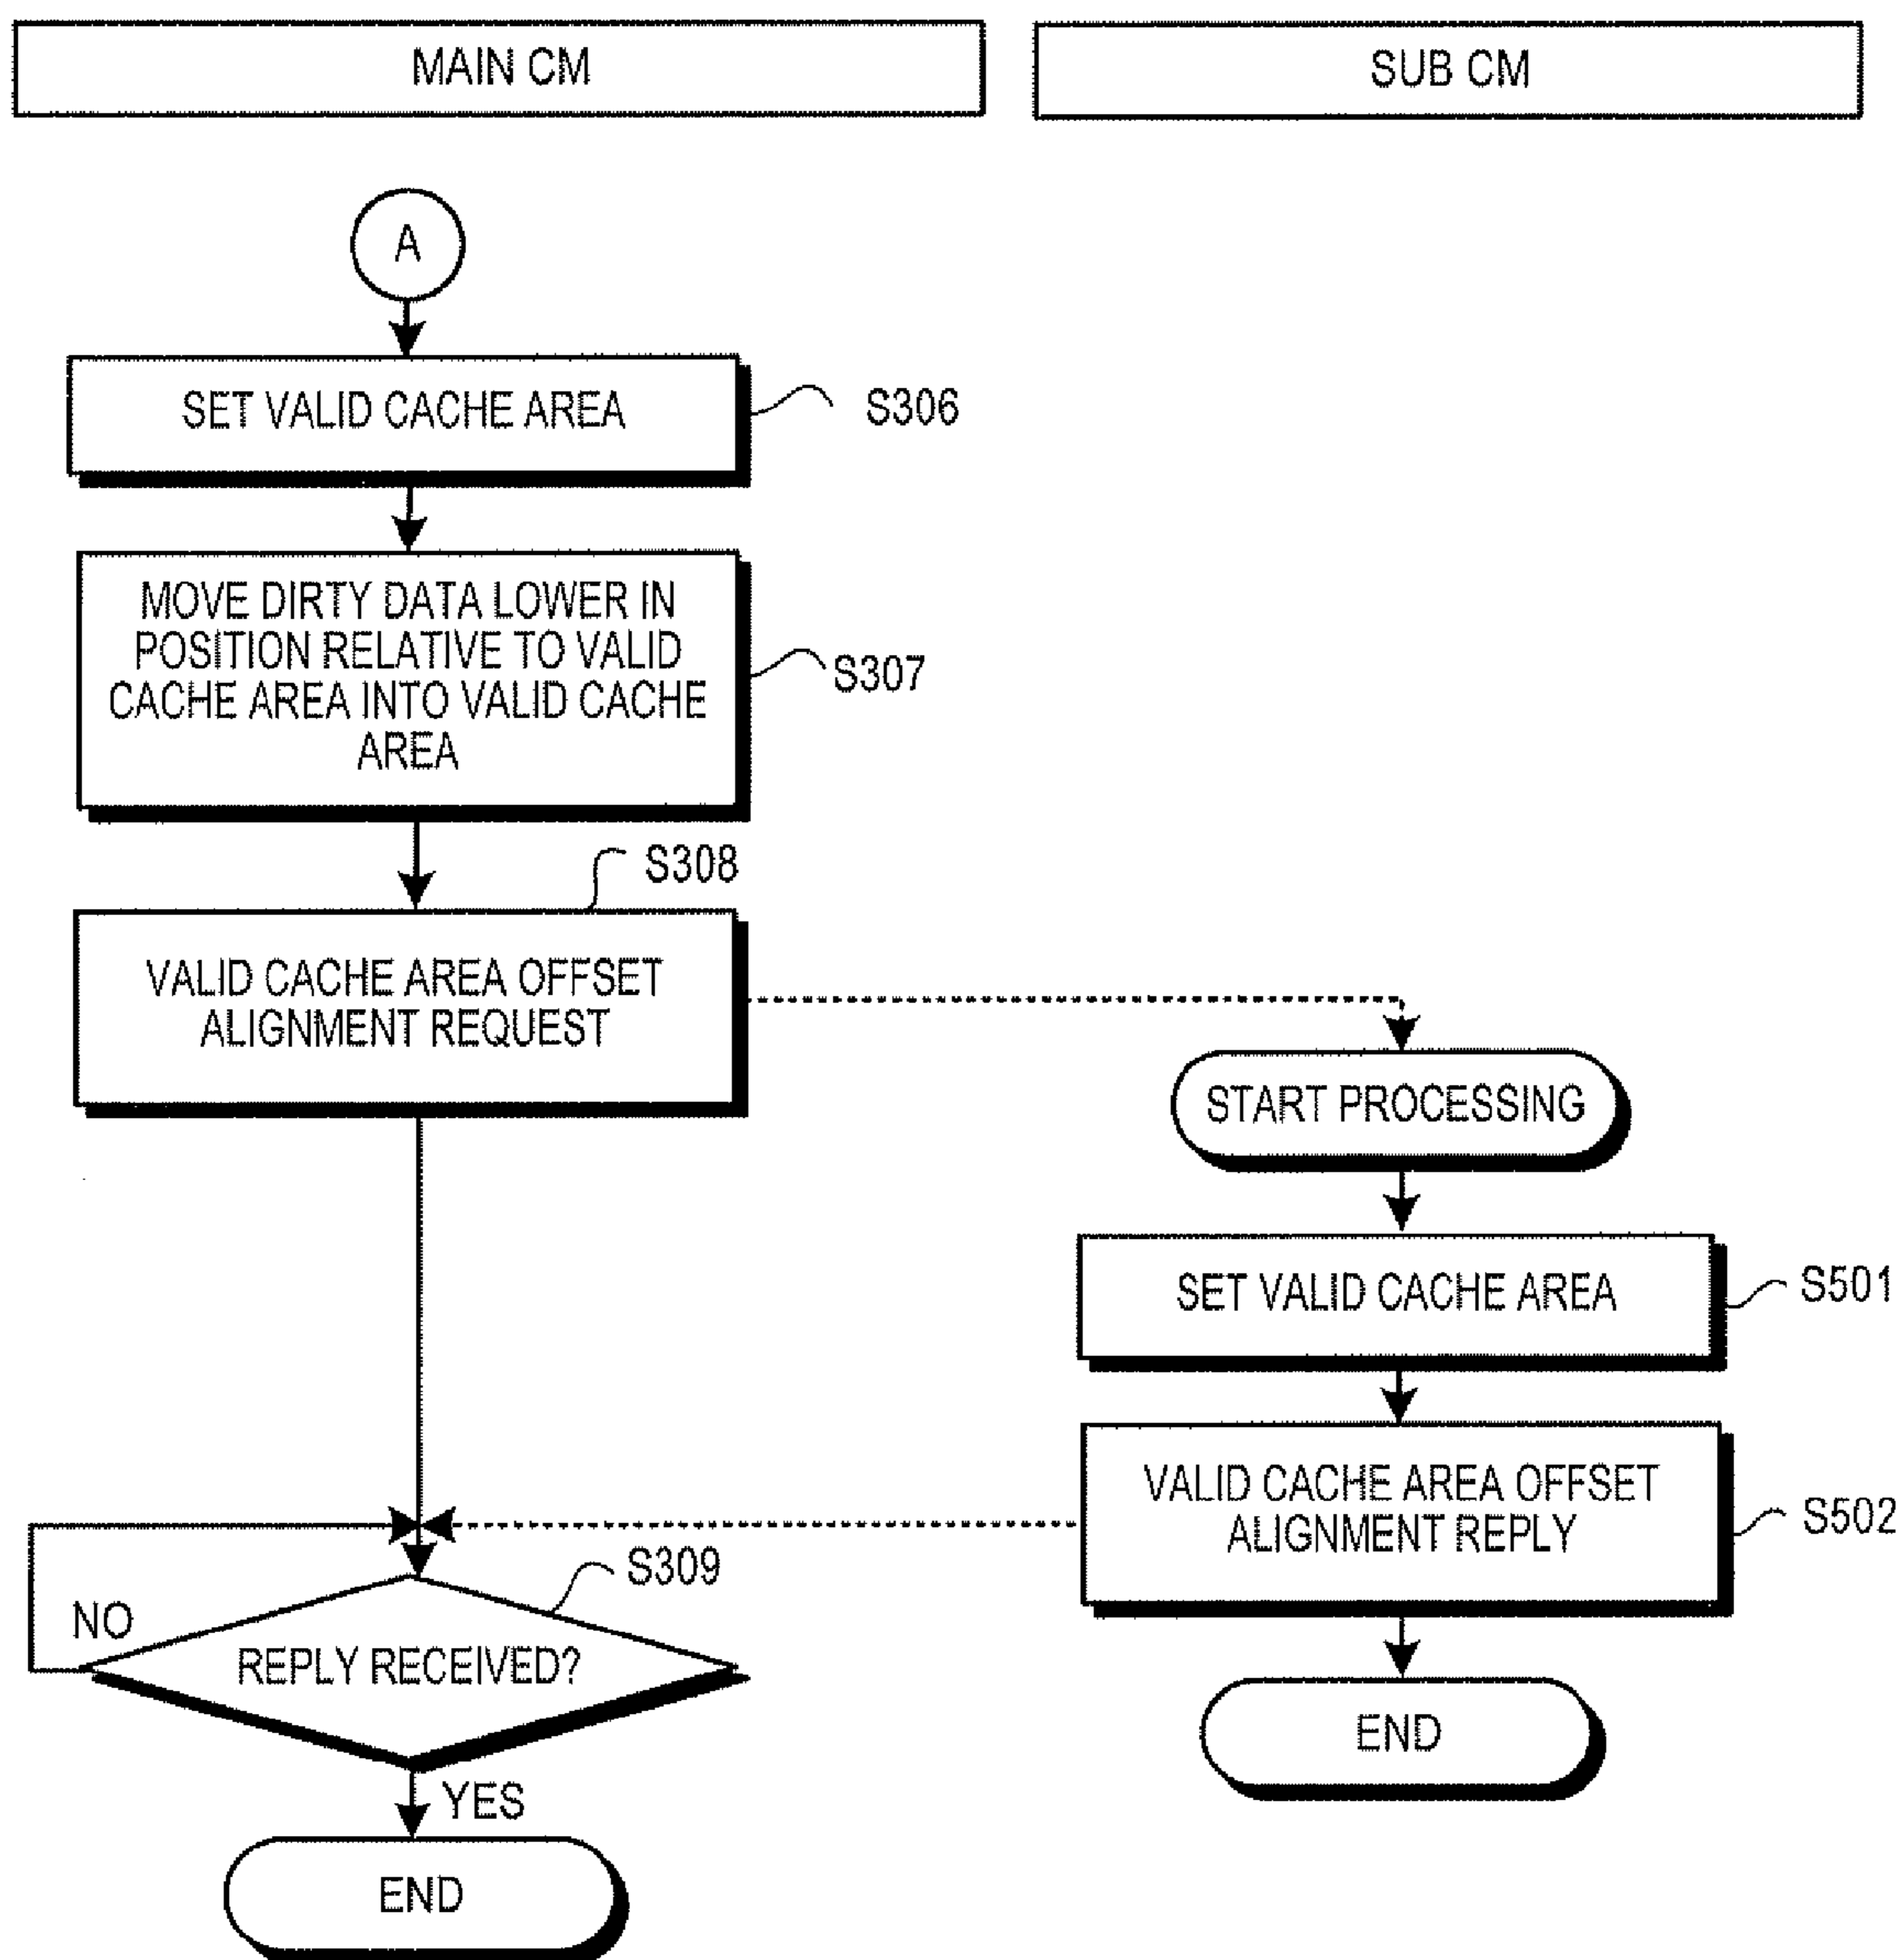 MAIN CM
SUB CM
A
SET VALID CACHE AREA
S306
MOVE DIRTY DATA LOWER IN
POSITION RELATIVE TO VALID
CACHE AREA INTO VALID CACHE
AREA
S307
S308
VALID CACHE AREA OFFSET
ALIGNMENT REQUEST
START PROCESSING
SET VALID CACHE AREA
S501
VALID CACHE AREA OFFSET
ALIGNMENT REPLY
S502
S309
NO
REPLY RECEIVED?
YES
END
END